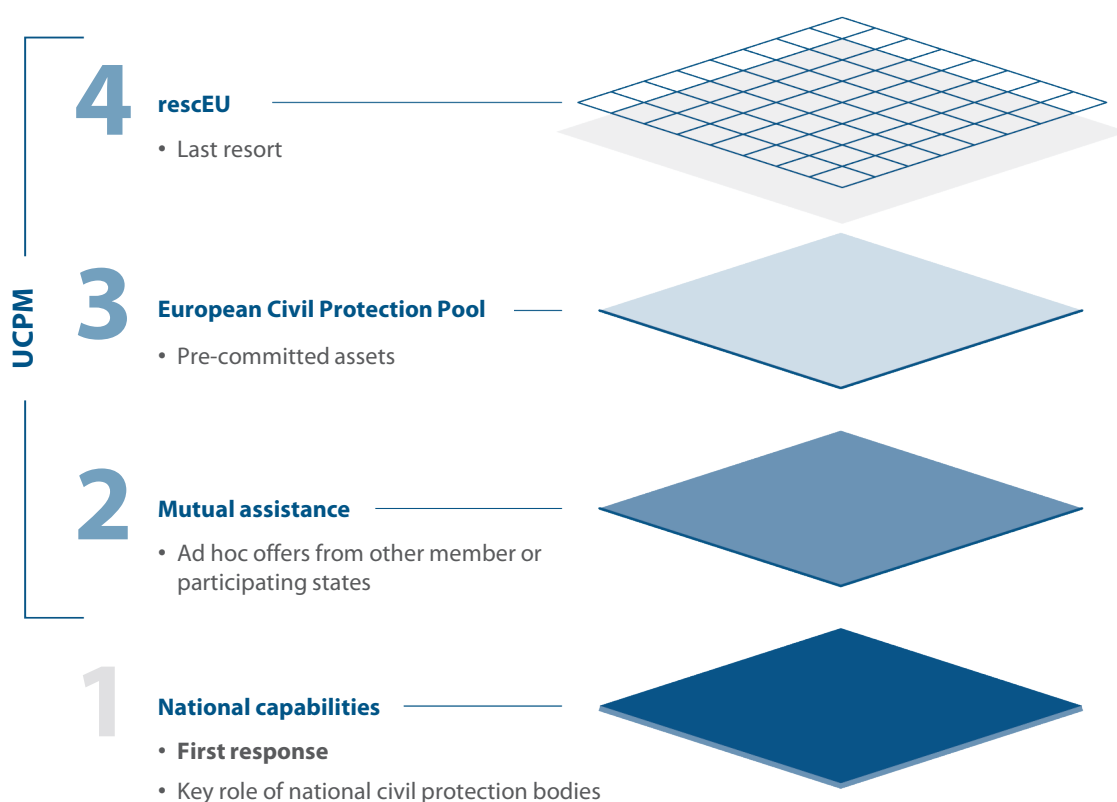 UCPM
4
rescEU
• Last resort
3
European Civil Protection Pool
• Pre-committed assets
2
Mutual assistance
• Ad hoc offers from other member or
participating states
1
National capabilities
• First response
• Key role of national civil protection bodies